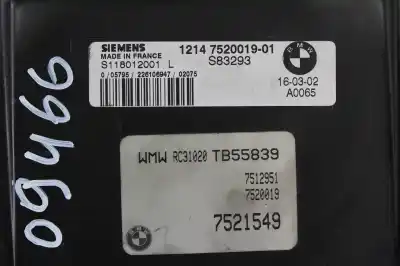 SIEMENS 1214 7520019-01
MADE IN FRANCE
S118012001 L S83293
0 / 05795 / 226106947 / 02075
16-03-02
A0065
BMW
09466
WMW RC31020 TB55839
7512951
7520019
7521549